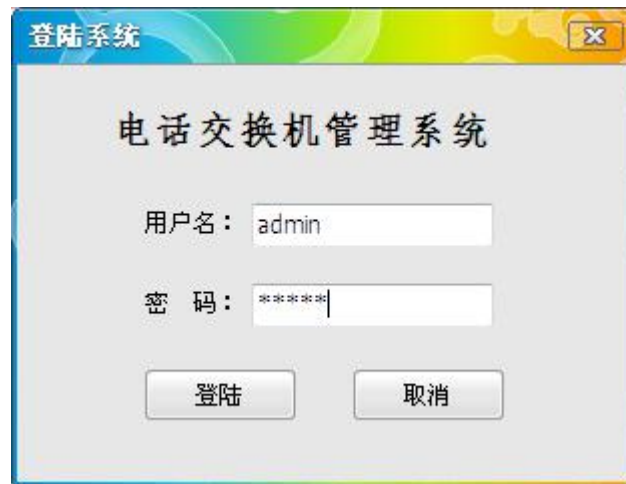 登陆系统
电话交换机管理系统
用户名： admin
密 码： *****
登陆 取消